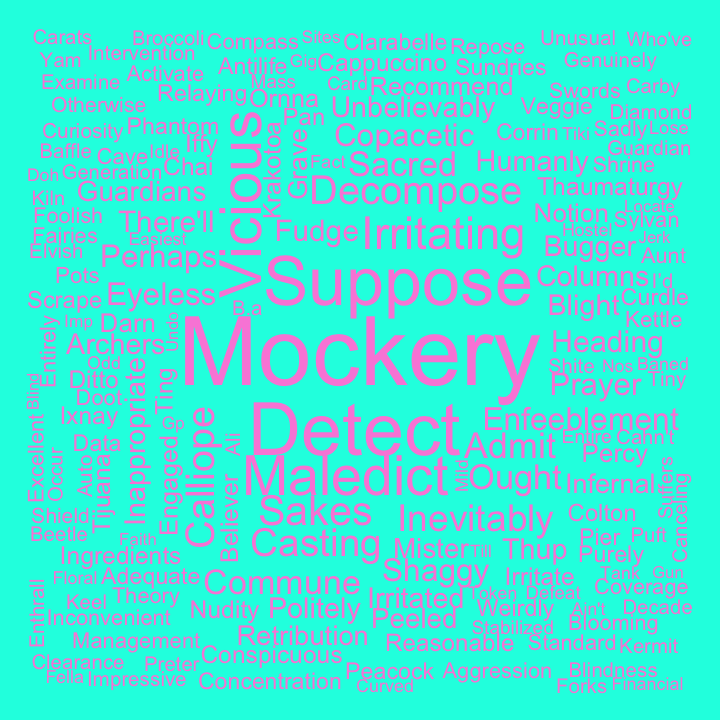 Carats
Broccoli
Compass
Sites
Clarabelle
Repose
Unusual
Who've
Yam
Intervention
Antilife
Gig
Cappuccino
Sundries
Genuinely
Examine
Activate
Mass
Card
Recommend
Swords
Carby
Relaying
Ornna
Otherwise
Unbelievably
Veggie
Diamond
Curiosity
Phantom
Iffy
Vicious
Pan
Copacetic
Corrin
Tiki
Sadly
Lose
Baffle
Cave
Idle
Krakotoa
Grave
Guardian
Doh
Generation
Chai
Fact
Sacred
Humanly
Shrine
Kiln
Guardians
Decompose
Thaumaturgy
Foolish
There'll
Fudge
Irritating
Notion
Locate
Sylvan
Fairies
Easiest
Hostel
Elvish
Perhaps
Bugger
Jerk
Aunt
Pots
Suppose
Columns
I'd
Scrape
Eyeless
B.a
Blight
Curdle
Imp
Darn
Undo
Mockery
Kettle
Entirely
Archers
Heading
Odd
Shite
Nos
Baned
Ditto
Prayer
Tiny
Blind
Doot
Ting
Inappropriate
Ixnay
Gp
Calliope
Detect
Enfeeblement
Excellent
Data
Engaged
All
Admit
Entire
Cahn't
Percy
Occur
Auto
Tijuana
Believer
Maledict
Mild
Ought
Infernal
Suffers
Shield
Sakes
Inevitably
Colton
Canceling
Beetle
Faith
Casting
Mister
Till
Thup
Pier
Puft
Ingredients
Purely
Floral
Adequate
Shaggy
Irritate
Tank
Gun
Enthrall
Keel
Theory
Commune
Irritated
Token
Defeat
Coverage
Inconvenient
Nudity
Politely
Peeled
Weirdly
Ain't
Decade
Stabilized
Blooming
Management
Retribution
Reasonable
Standard
Kermit
Clearance
Preter
Conspicuous
Fella
Impressive
Concentration
Peacock
Aggression
Blindness
Curved
Forks
Financial